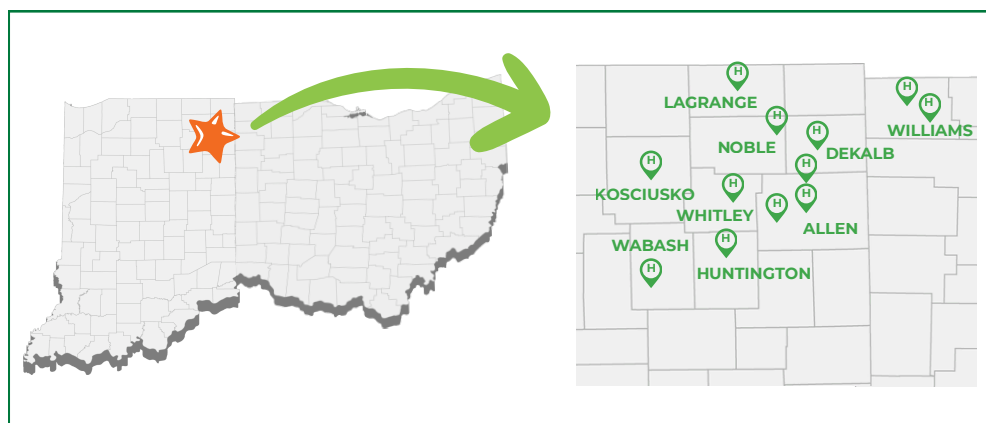 H
LAGRANGE
H
H
WILLIAMS
H
NOBLE
H
DEKALB
H
KOSCIUSKO
H
H
WHITLEY
H
H
ALLEN
WABASH
H
HUNTINGTON
H